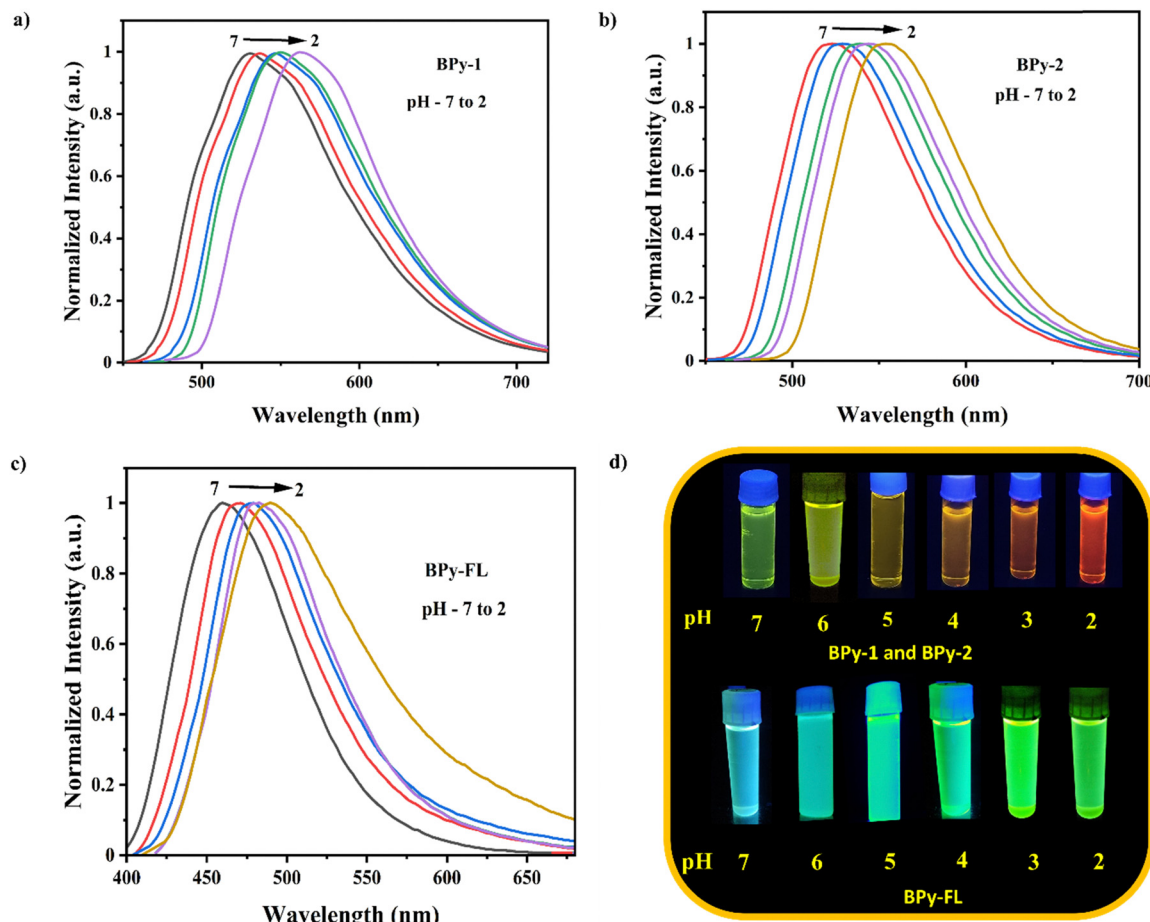 a)
7 2
BPy-1
pH - 7 to 2
1
0.8
0.6
0.4
0.2
0
500 600 700
Normalized Intensity (a.u.)
Wavelength (nm)
b)
7 2
BPy-2
pH - 7 to 2
1
0.8
0.6
0.4
0.2
0
500 600 700
Normalized Intensity (a.u.)
Wavelength (nm)
c)
7 2
BPy-FL
pH - 7 to 2
1
0.8
0.6
0.4
0.2
0
400 450 500 550 600 650
Normalized Intensity (a.u.)
Wavelength (nm)
d)
pH 7 6 5 4 3 2
BPy-1 and BPy-2
pH 7 6 5 4 3 2
BPy-FL